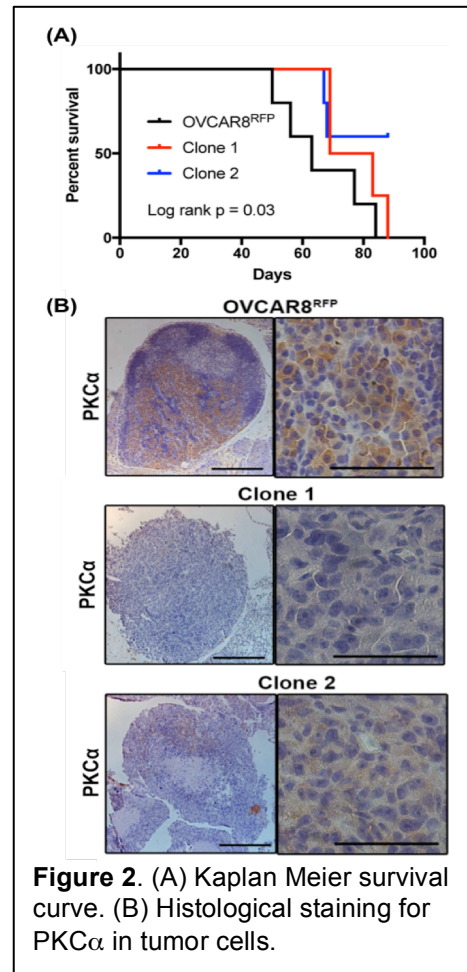 (A)
100
50
0
Percent survival
OVCAR8RFP
Clone 1
Clone 2
Log rank p = 0.03
0 20 40 60 80 100
Days
(B)
OVCAR8RFP
PKCα
Clone 1
PKCα
Clone 2
PKCα
Figure 2. (A) Kaplan Meier survival
curve. (B) Histological staining for
PKCα in tumor cells.